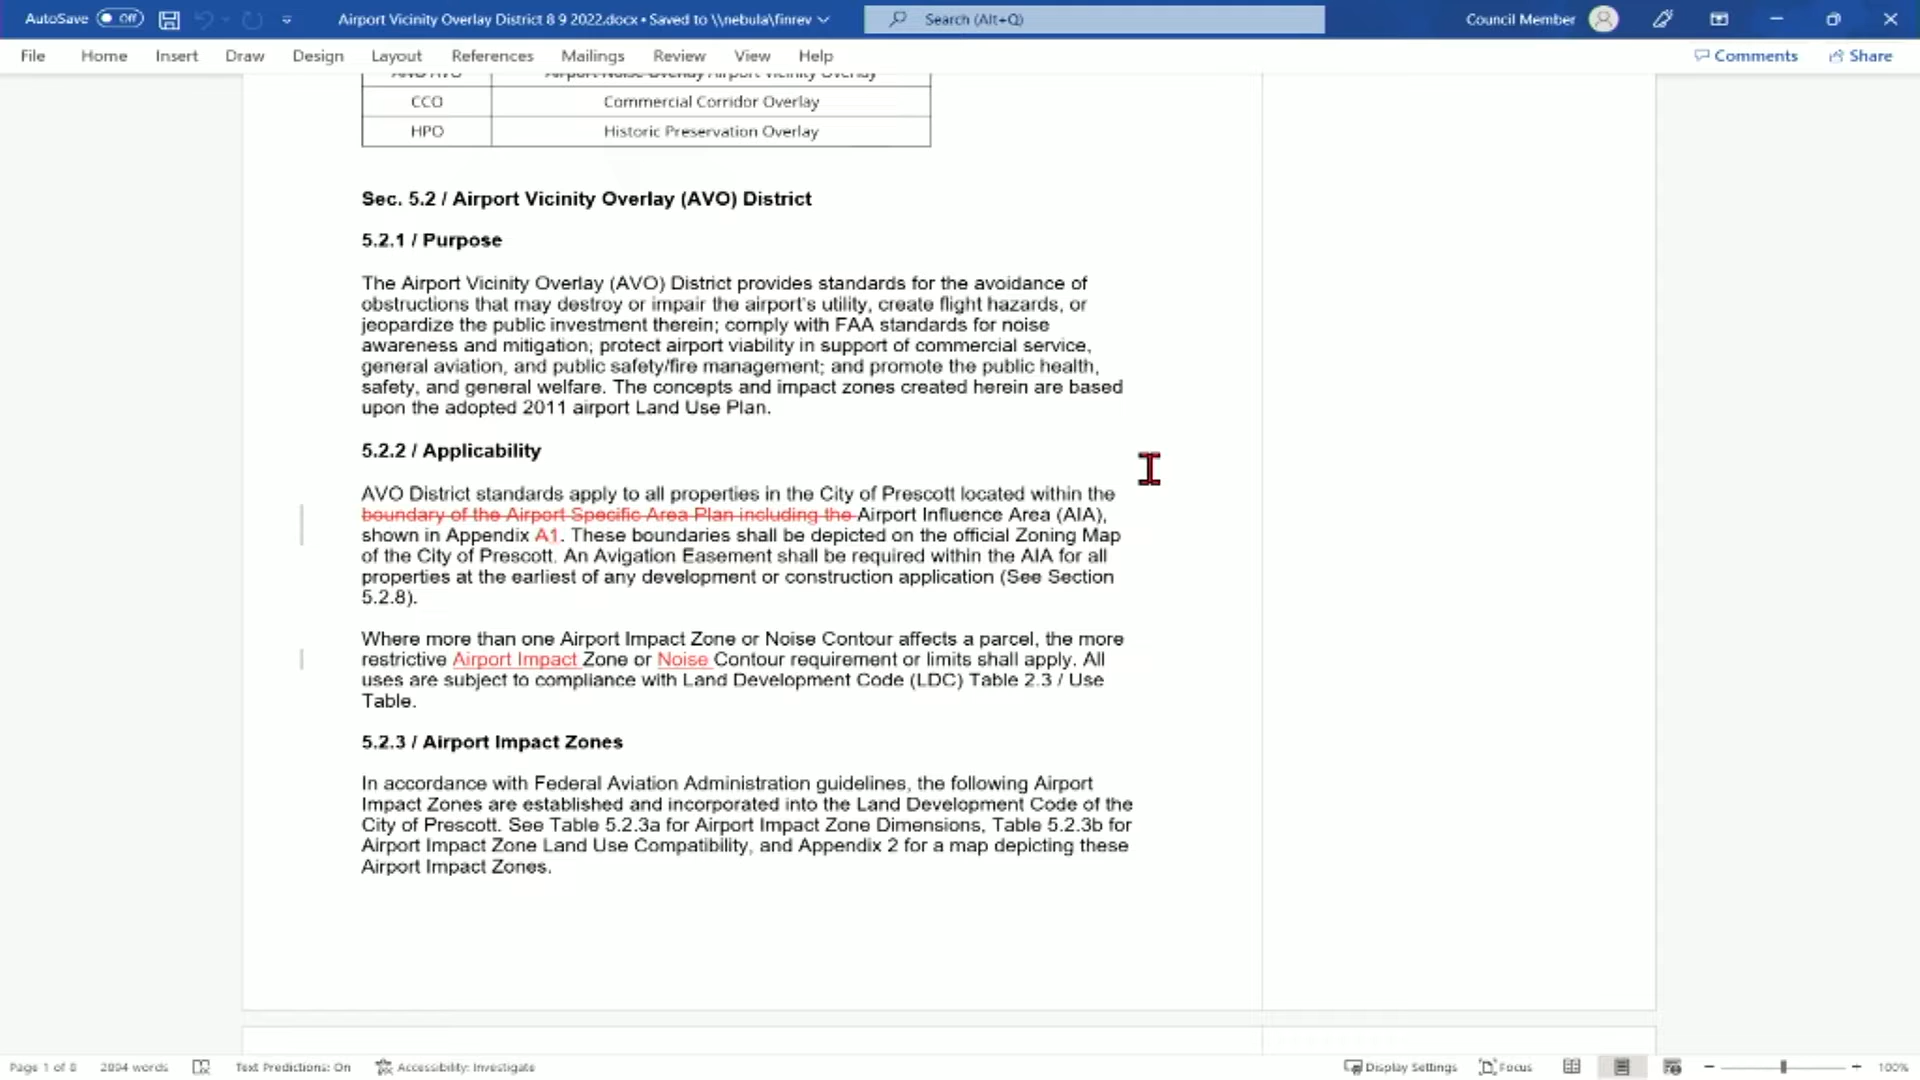 AutoSave Off Airport Vicinity Overlay District 8 9 2022.docx • Saved to \\nebula\finrev Search (Alt+Q) Council Member
File Home Insert Draw Design Layout References Mailings Review View Help Comments Share
Airport Noise Overlay Airport Vicinity Overlay
CCO Commercial Corridor Overlay
HPO Historic Preservation Overlay
Sec. 5.2 / Airport Vicinity Overlay (AVO) District
5.2.1 / Purpose
The Airport Vicinity Overlay (AVO) District provides standards for the avoidance of
obstructions that may destroy or impair the airport's utility, create flight hazards, or
jeopardize the public investment therein; comply with FAA standards for noise
awareness and mitigation; protect airport viability in support of commercial service,
general aviation, and public safety/fire management; and promote the public health,
safety, and general welfare. The concepts and impact zones created herein are based
upon the adopted 2011 airport Land Use Plan.
5.2.2 / Applicability
AVO District standards apply to all properties in the City of Prescott located within the
boundary of the Airport Specific Area Plan including the Airport Influence Area (AIA),
shown in Appendix A1. These boundaries shall be depicted on the official Zoning Map
of the City of Prescott. An Avigation Easement shall be required within the AIA for all
properties at the earliest of any development or construction application (See Section
5.2.8).
Where more than one Airport Impact Zone or Noise Contour affects a parcel, the more
restrictive Airport Impact Zone or Noise Contour requirement or limits shall apply. All
uses are subject to compliance with Land Development Code (LDC) Table 2.3 / Use
Table.
5.2.3 / Airport Impact Zones
In accordance with Federal Aviation Administration guidelines, the following Airport
Impact Zones are established and incorporated into the Land Development Code of the
City of Prescott. See Table 5.2.3a for Airport Impact Zone Dimensions, Table 5.2.3b for
Airport Impact Zone Land Use Compatibility, and Appendix 2 for a map depicting these
Airport Impact Zones.
Page 1 of 8 2894 words Text Predictions: On Accessibility: Investigate Display Settings Focus 100%